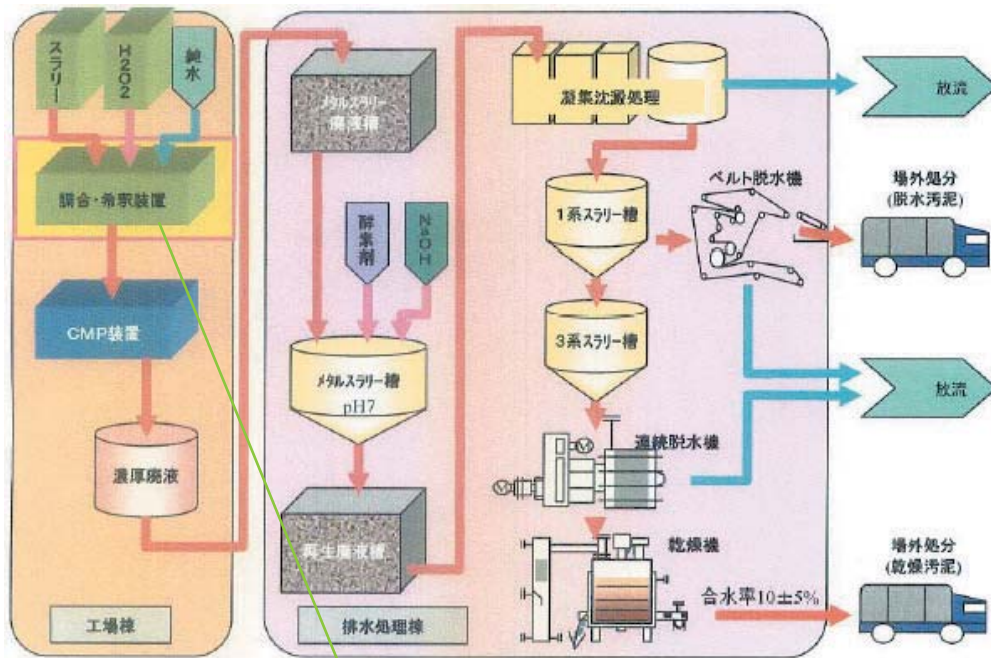 スラリー
H2O2
純水
調合・希釈装置
CMP装置
濃厚廃液
工場棟
メタルスラリー
廃液槽
酵素剤
NaOH
メタルスラリー槽
pH7
再生廃液槽
排水処理棟
凝集沈澱処理
1系スラリー槽
3系スラリー槽
ベルト脱水機
連続脱水機
乾燥機
合水率10±5%
放流
場外処分
(脱水汚泥)
放流
場外処分
(乾燥汚泥)